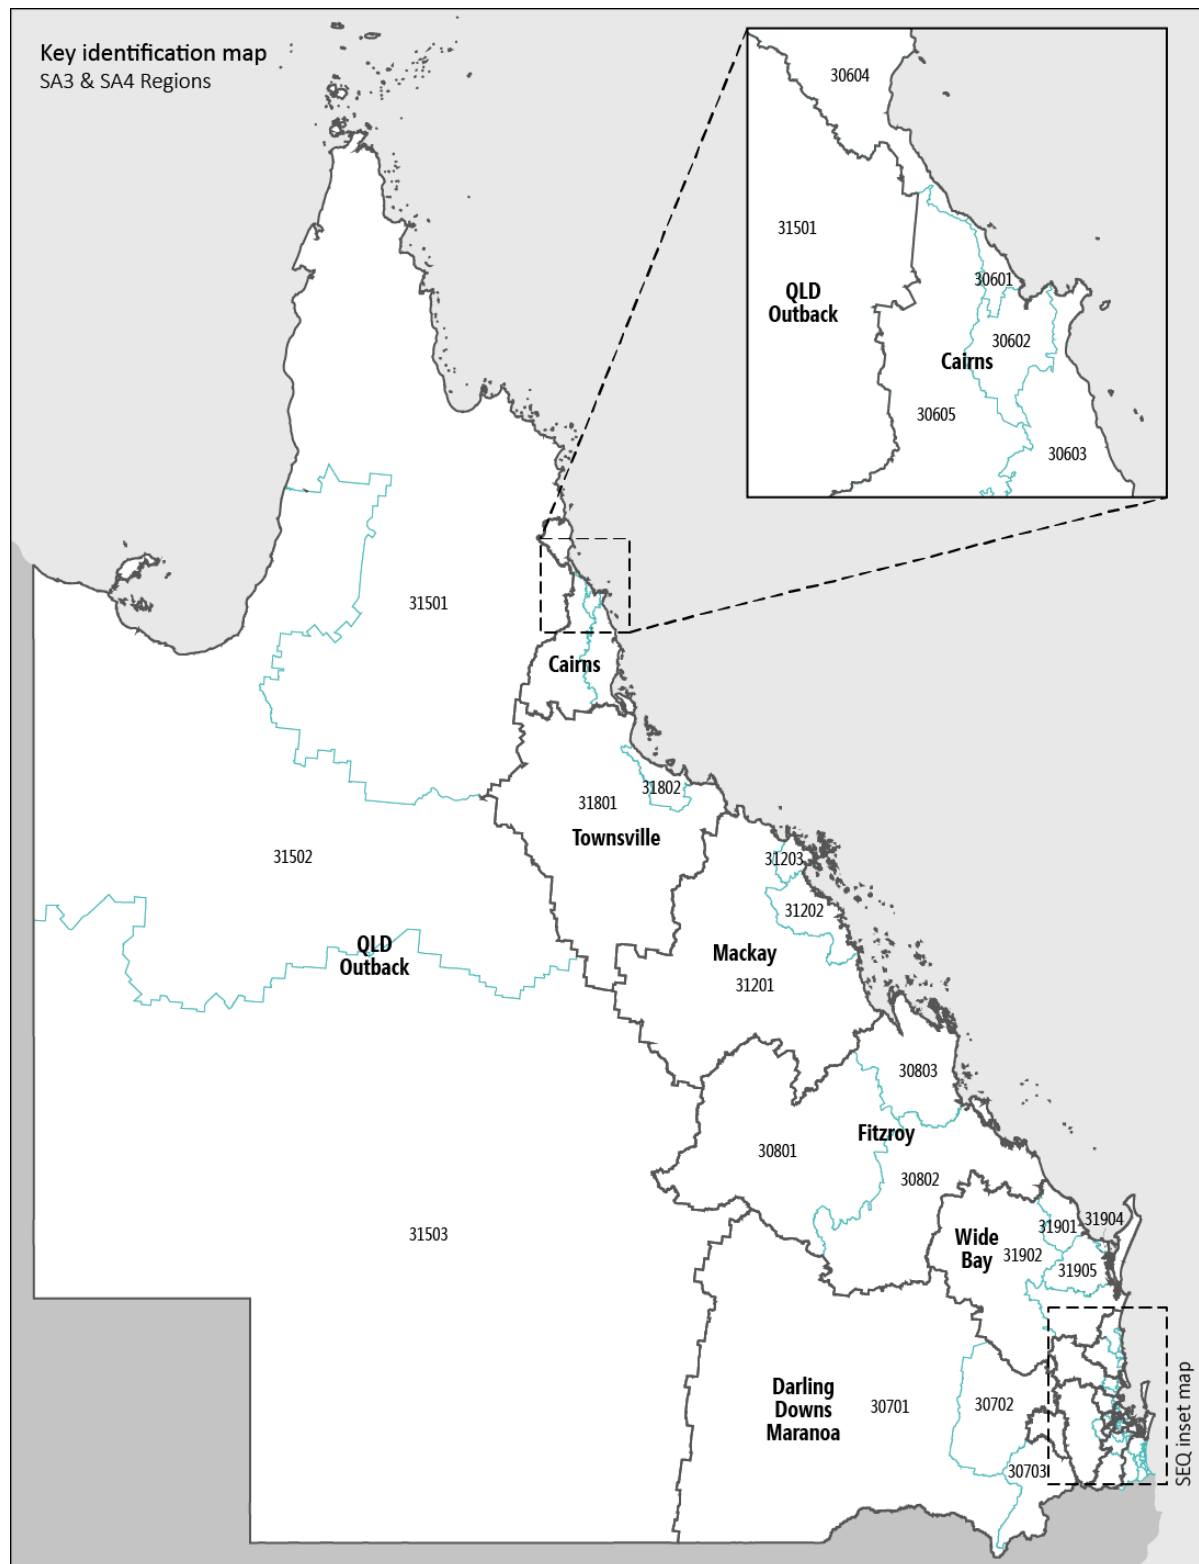 Key identification map
SA3 & SA4 Regions
30604
31501
QLD
Outback
30601
30602
Cairns
30605
30603
31501
Cairns
31802
31801
Townsville
31502
31203
31202
QLD
Outback
Mackay
31201
30803
Fitzroy
30801
30802
31503
31904
31901
Wide
Bay
31902
31905
Darling
Downs
Maranoa
30701
30702
30703
SEQ inset map